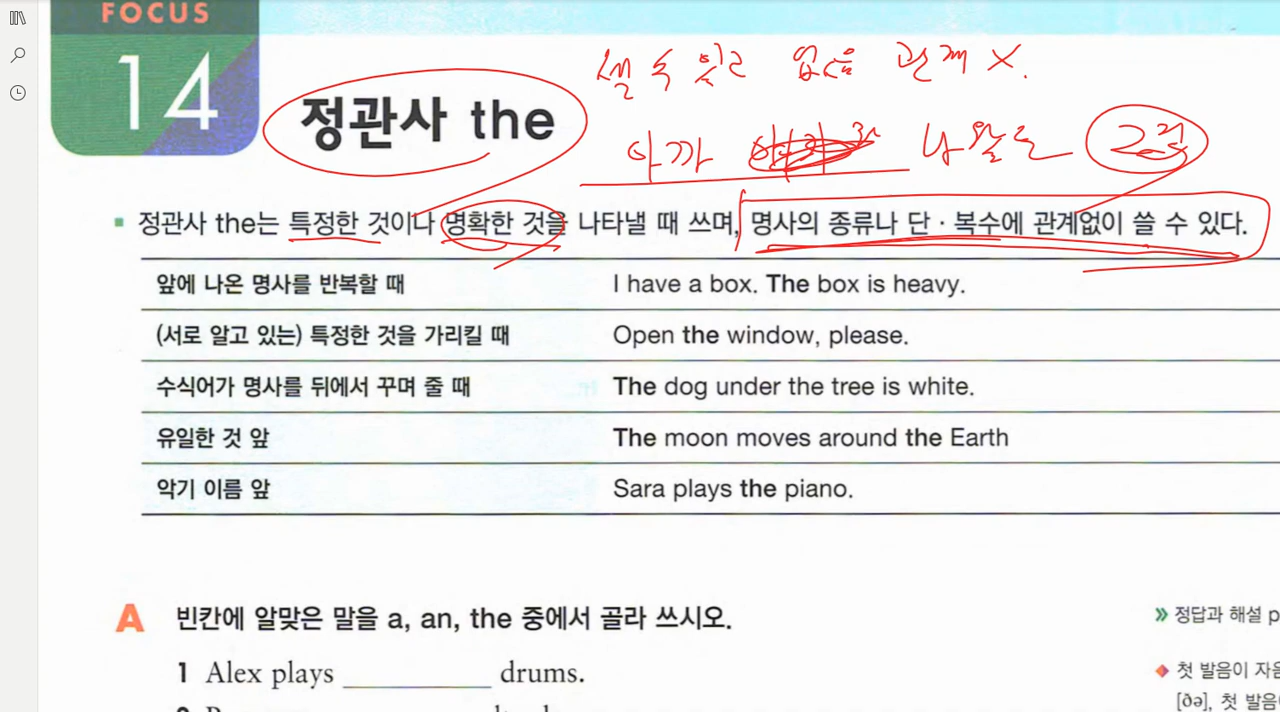 FOCUS
14
정관사 the
셀 수 있고 없음 관계 X.
아까 나왔던 그것
정관사 the는 특정한 것이나 명확한 것을 나타낼 때 쓰며, 명사의 종류나 단·복수에 관계없이 쓸 수 있다.
앞에 나온 명사를 반복할 때 I have a box. The box is heavy.
(서로 알고 있는) 특정한 것을 가리킬 때 Open the window, please.
수식어가 명사를 뒤에서 꾸며 줄 때 The dog under the tree is white.
유일한 것 앞 The moon moves around the Earth
악기 이름 앞 Sara plays the piano.
A 빈칸에 알맞은 말을 a, an, the 중에서 골라 쓰시오.
정답과 해설 p
1 Alex plays __________ drums.
첫 발음이 자음
[ðə], 첫 발음이